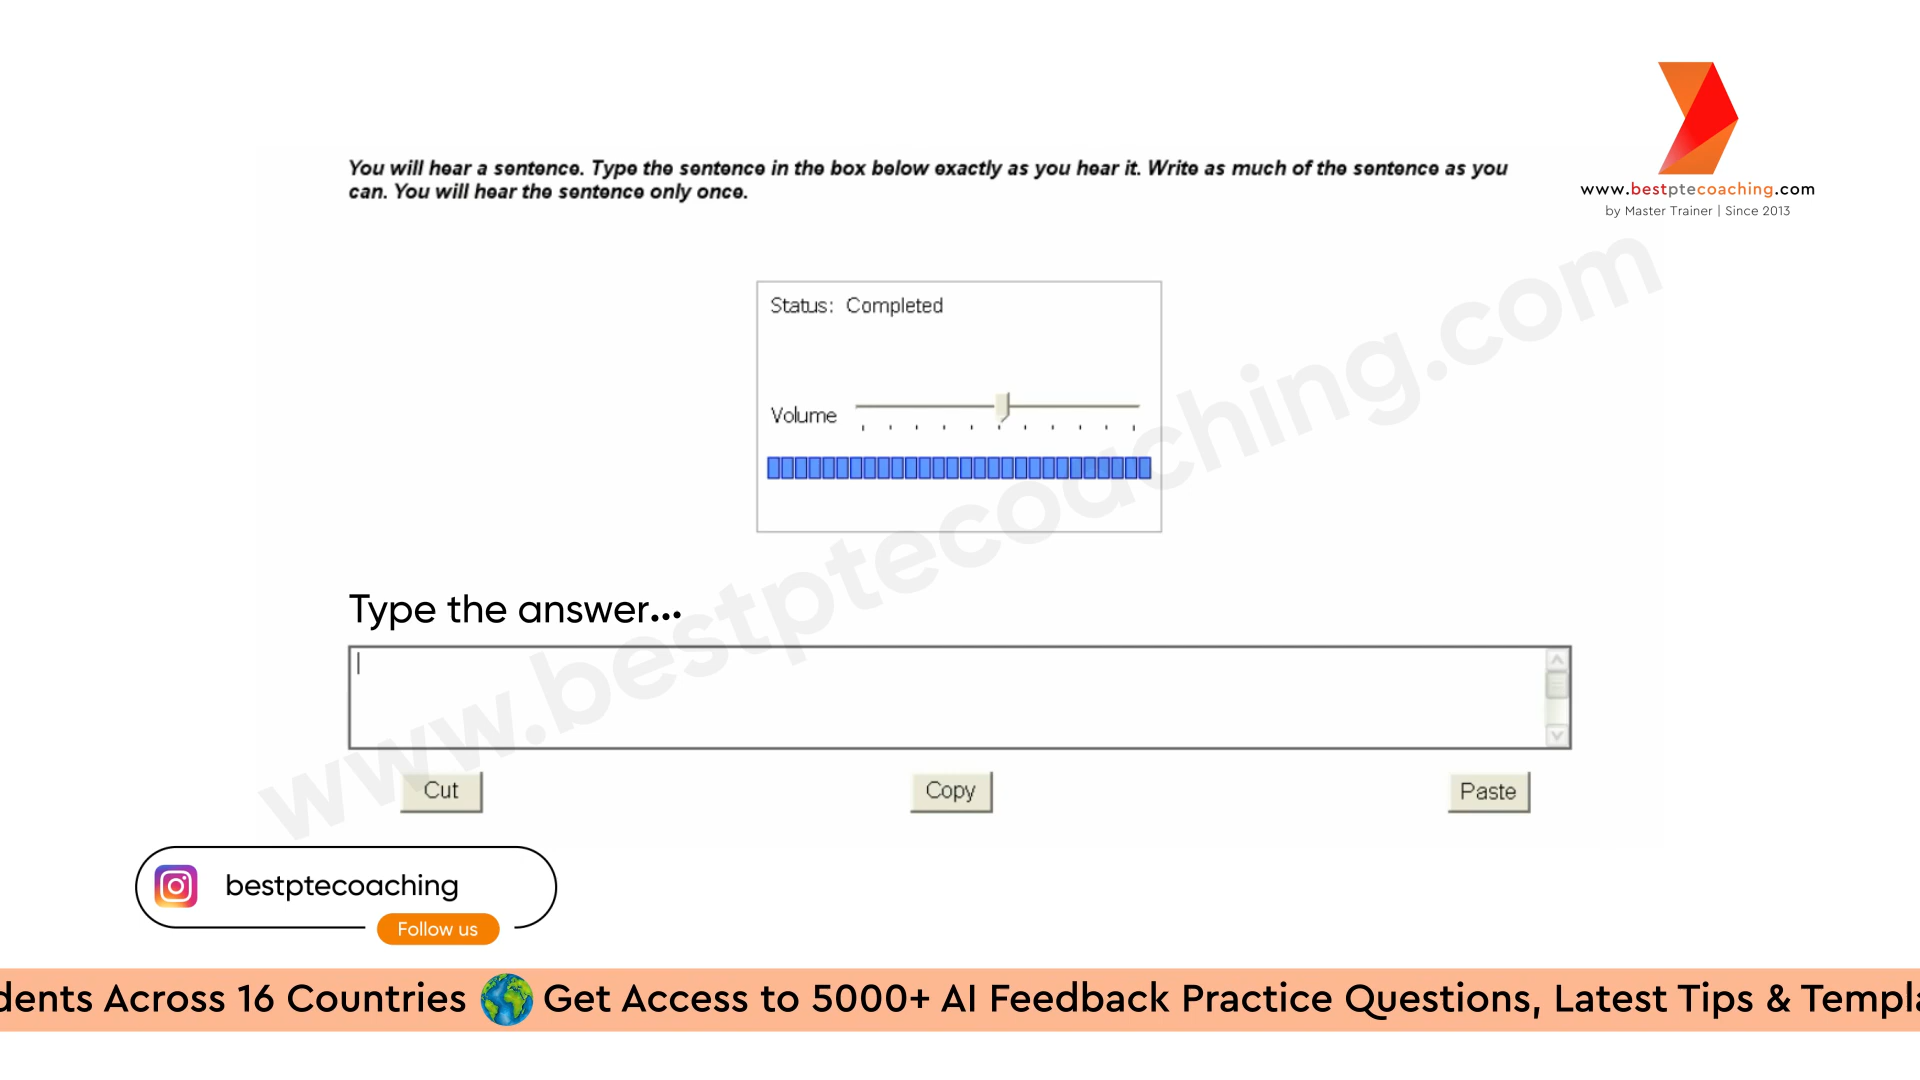 You will hear a sentence. Type the sentence in the box below exactly as you hear it. Write as much of the sentence as you
can. You will hear the sentence only once.
www.bestptecoaching.com
by Master Trainer | Since 2013
Status: Completed
Volume
www.bestptecoaching.com
Type the answer...
Cut
Copy
Paste
bestptecoaching
Follow us
dents Across 16 Countries Get Access to 5000+ AI Feedback Practice Questions, Latest Tips & Templa